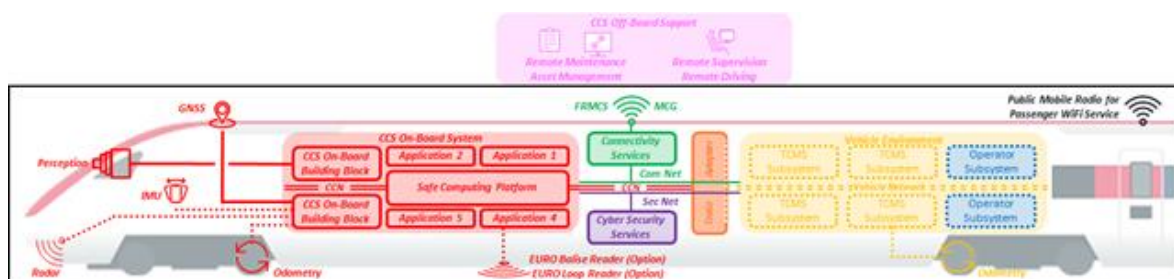 CCS Off-Board Support
Remote Maintenance
Asset Management
Remote Supervision
Remote Driving
GNSS
FRMCS
MCG
Public Mobile Radio for
Passenger WiFi Service
CCS On-Board System
Perception
CCS On-Board
Building Block
Application 2
Application 1
Connectivity
Services
Adapter
Vehicle Environment
TCMS
Subsystem
TCMS
Subsystem
Operator
Subsystem
Com Net
IMU
CCN
Safe Computing Platform
CCN
Vehicle Network
Sec Net
CCS On-Board
Building Block
Application 5
Application 4
Cyber Security
Services
TCMS
Subsystem
TCMS
Subsystem
Operator
Subsystem
Radar
Odometry
EURO Balise Reader (Option)
EURO Loop Reader (Option)
Odometry